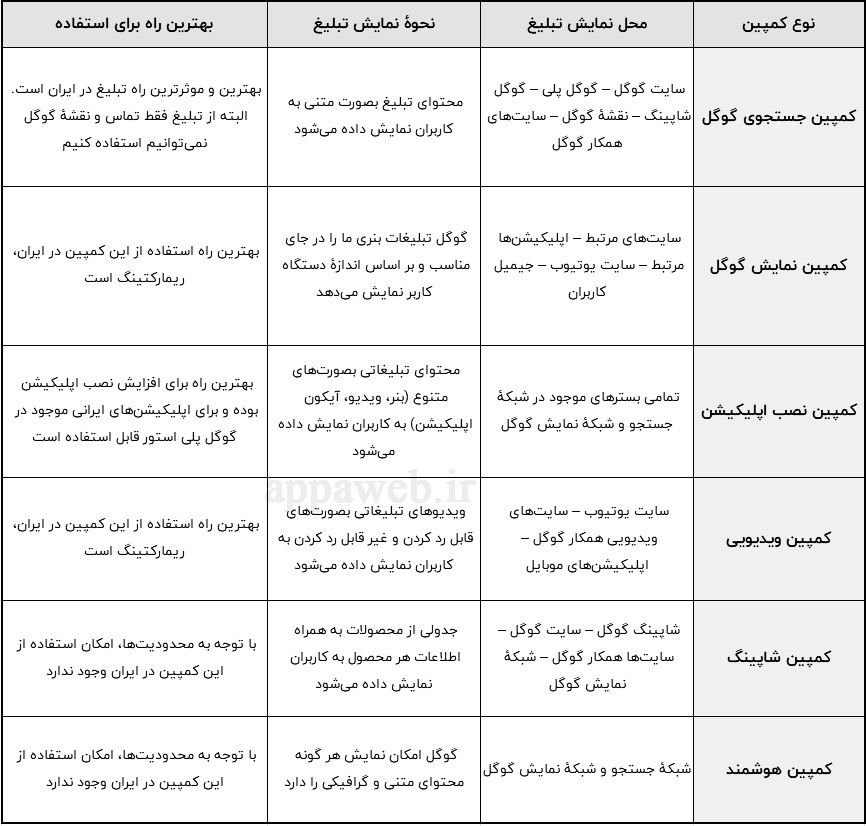 نوع کمپین
محل نمایش تبلیغ
نحوهٔ نمایش تبلیغ
بهترین راه برای استفاده
کمپین جستجوی گوگل
سایت گوگل – گوگل پلی – گوگل
شاپینگ – نقشهٔ گوگل – سایت‌های
همکار گوگل
محتوای تبلیغ بصورت متنی به
کاربران نمایش داده می‌شود
بهترین و موثرترین راه تبلیغ در ایران است.
البته از تبلیغ فقط تماس و نقشهٔ گوگل
نمی‌توانیم استفاده کنیم
کمپین نمایش گوگل
سایت‌های مرتبط – اپلیکیشن‌ها
مرتبط – سایت یوتیوب – جیمیل
کاربران
گوگل تبلیغات بنری ما را در جای
مناسب و بر اساس اندازهٔ دستگاه
کاربر نمایش می‌دهد
بهترین راه استفاده از این کمپین در ایران،
ریمارکتینگ است
کمپین نصب اپلیکیشن
تمامی بسترهای موجود در شبکهٔ
جستجو و شبکهٔ نمایش گوگل
محتوای تبلیغاتی بصورت‌های
متنوع (بنر، ویدیو، آیکون
اپلیکیشن) به کاربران نمایش داده
می‌شود
بهترین راه برای افزایش نصب اپلیکیشن
بوده و برای اپلیکیشن‌های ایرانی موجود در
گوگل پلی استور قابل استفاده است
appaweb.ir
کمپین ویدیویی
سایت یوتیوب – سایت‌های
ویدیویی همکار گوگل –
اپلیکیشن‌های موبایل
ویدیوهای تبلیغاتی بصورت‌های
قابل رد کردن و غیر قابل رد کردن به
کاربران نمایش داده می‌شود
بهترین راه استفاده از این کمپین در ایران،
ریمارکتینگ است
کمپین شاپینگ
شاپینگ گوگل – سایت گوگل –
سایت‌ها همکار گوگل – شبکهٔ
نمایش گوگل
جدولی از محصولات به همراه
اطلاعات هر محصول به کاربران
نمایش داده می‌شود
با توجه به محدودیت‌ها، امکان استفاده از
این کمپین در ایران وجود ندارد
کمپین هوشمند
شبکهٔ جستجو و شبکهٔ نمایش گوگل
گوگل امکان نمایش هر گونه
محتوای متنی و گرافیکی را دارد
با توجه به محدودیت‌ها، امکان استفاده از
این کمپین در ایران وجود ندارد